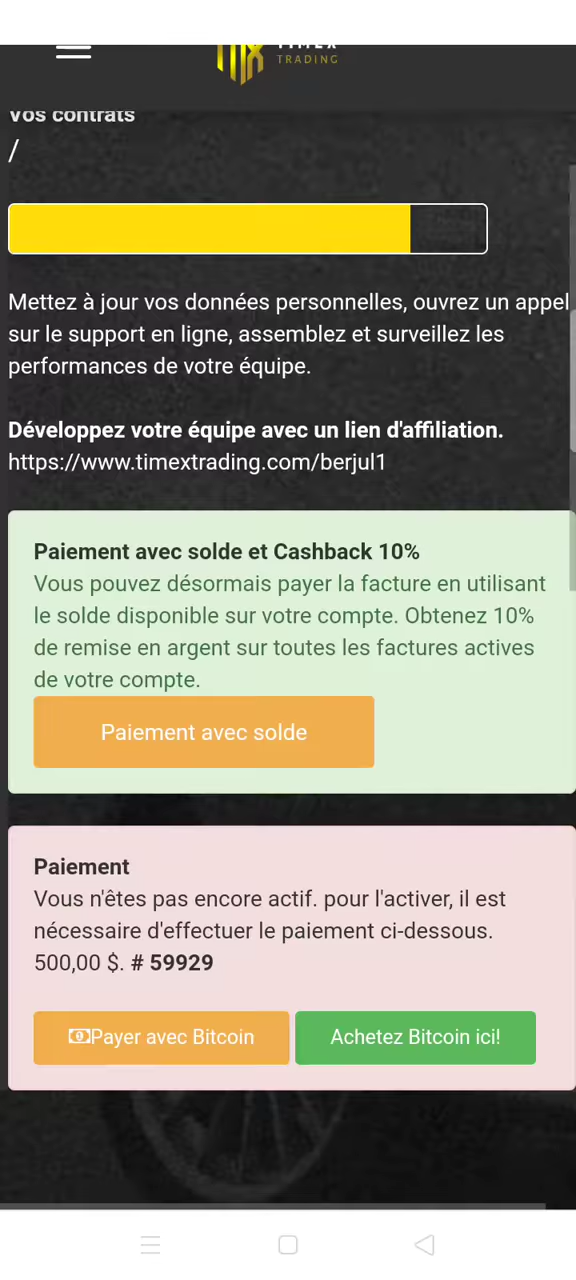 TIMEX
TRADING
Vos contrats
/
Mettez à jour vos données personnelles, ouvrez un appel
sur le support en ligne, assemblez et surveillez les
performances de votre équipe.
Développez votre équipe avec un lien d'affiliation.
https://www.timextrading.com/berjul1
Paiement avec solde et Cashback 10%
Vous pouvez désormais payer la facture en utilisant
le solde disponible sur votre compte. Obtenez 10%
de remise en argent sur toutes les factures actives
de votre compte.
Paiement avec solde
Paiement
Vous n'êtes pas encore actif. pour l'activer, il est
nécessaire d'effectuer le paiement ci-dessous.
500,00 $. # 59929
Payer avec Bitcoin
Achetez Bitcoin ici!